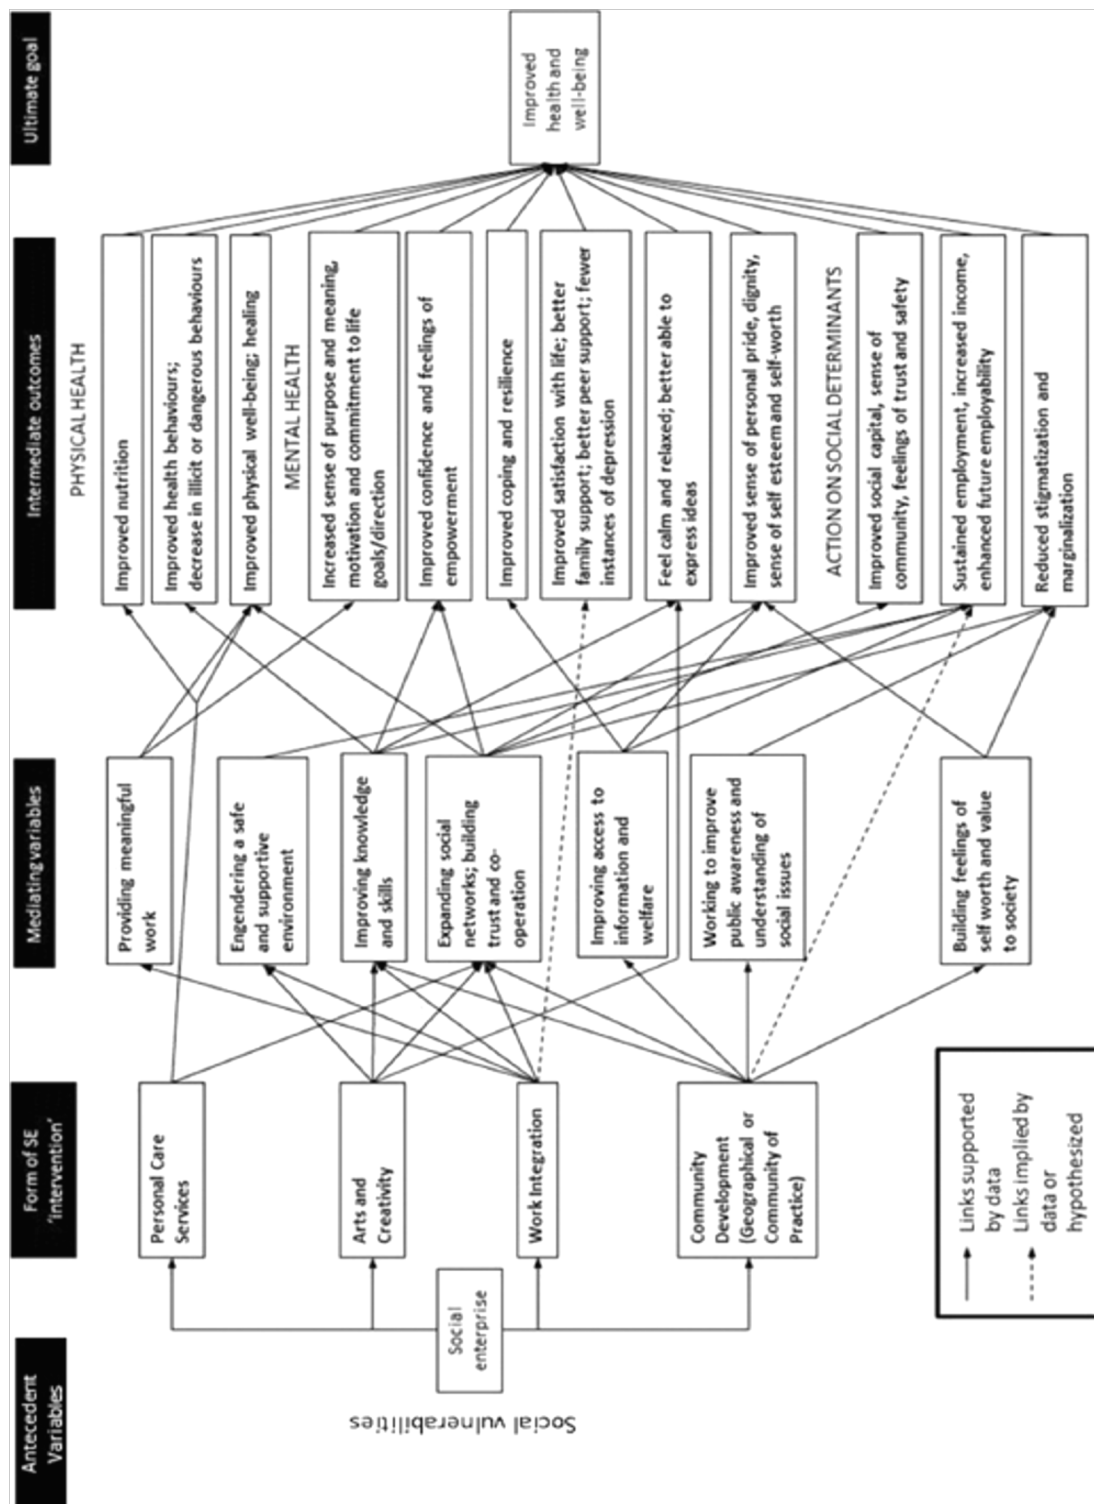 Antecedent
Variables
Form of SE
‘intervention’
Mediating variables
Intermediate outcomes
Ultimate goal
Social vulnerabilities
Social
enterprise
Personal Care
Services
Arts and
Creativity
Work Integration
Community
Development
(Geographical or
Community of
Practice)
Providing meaningful
work
Engendering a safe
and supportive
environment
Improving knowledge
and skills
Expanding social
networks; building
trust and co-
operation
Improving access to
information and
welfare
Working to improve
public awareness and
understanding of
social issues
Building feelings of
self worth and value
to society
PHYSICAL HEALTH
Improved nutrition
Improved health behaviours;
decrease in illicit or dangerous behaviours
Improved physical well-being; healing
MENTAL HEALTH
Increased sense of purpose and meaning,
motivation and commitment to life
goals/direction
Improved confidence and feelings of
empowerment
Improved coping and resilience
Improved satisfaction with life; better
family support; better peer support; fewer
instances of depression
Feel calm and relaxed; better able to
express ideas
Improved sense of personal pride, dignity,
sense of self esteem and self-worth
ACTION ON SOCIAL DETERMINANTS
Improved social capital, sense of
community, feelings of trust and safety
Sustained employment, increased income,
enhanced future employability
Reduced stigmatization and
marginalization
Improved
health and
well-being
Links supported
by data
Links implied by
data or
hypothesized